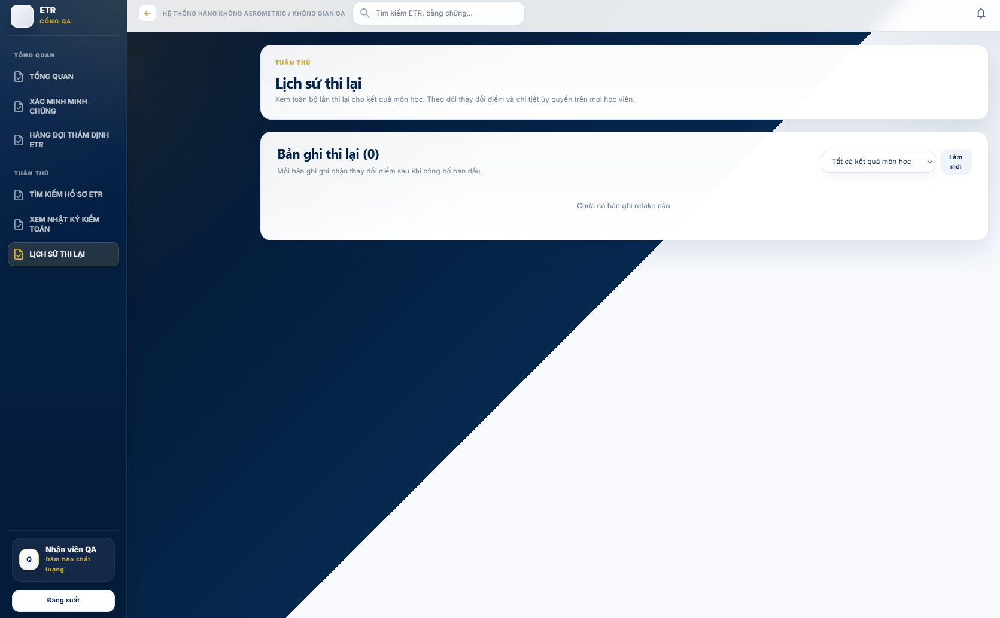 ETR
CỔNG QA
TỔNG QUAN
TỔNG QUAN
XÁC MINH MINH
CHỨNG
HÀNG ĐỢI THẨM ĐỊNH
ETR
TUÂN THỦ
TÌM KIẾM HỒ SƠ ETR
XEM NHẬT KÝ KIỂM
TOÁN
LỊCH SỬ THI LẠI
Nhân viên QA
Đảm bảo chất
lượng
Q
Đăng xuất
HỆ THỐNG HÀNG KHÔNG AEROMETRIC / KHÔNG GIAN QA
Tìm kiếm ETR, bằng chứng...
TUÂN THỦ
Lịch sử thi lại
Xem toàn bộ lần thi lại cho kết quả môn học. Theo dõi thay đổi điểm và chi tiết ủy quyền trên mọi học viên.
Bản ghi thi lại (0)
Mỗi bản ghi ghi nhận thay đổi điểm sau khi công bố ban đầu.
Tất cả kết quả môn học
Làm
mới
Chưa có bản ghi retake nào.